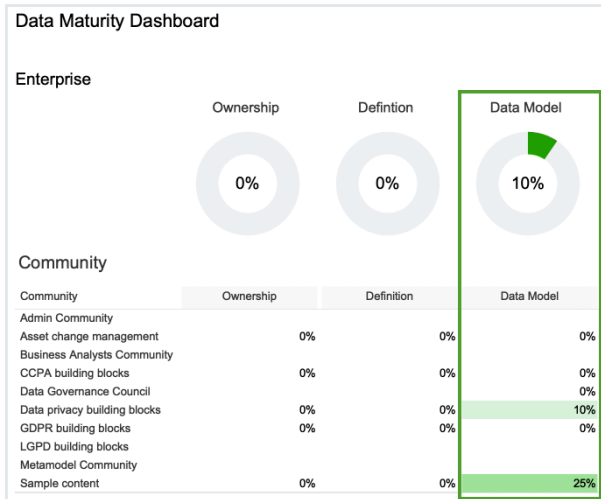 Data Maturity Dashboard
Enterprise
Ownership Defintion Data Model
0% 0% 10%
Community
Community Ownership Definition Data Model
Admin Community
Asset change management 0% 0% 0%
Business Analysts Community
CCPA building blocks 0% 0% 0%
Data Governance Council 0%
Data privacy building blocks 0% 0% 10%
GDPR building blocks 0% 0% 0%
LGPD building blocks
Metamodel Community
Sample content 0% 0% 25%